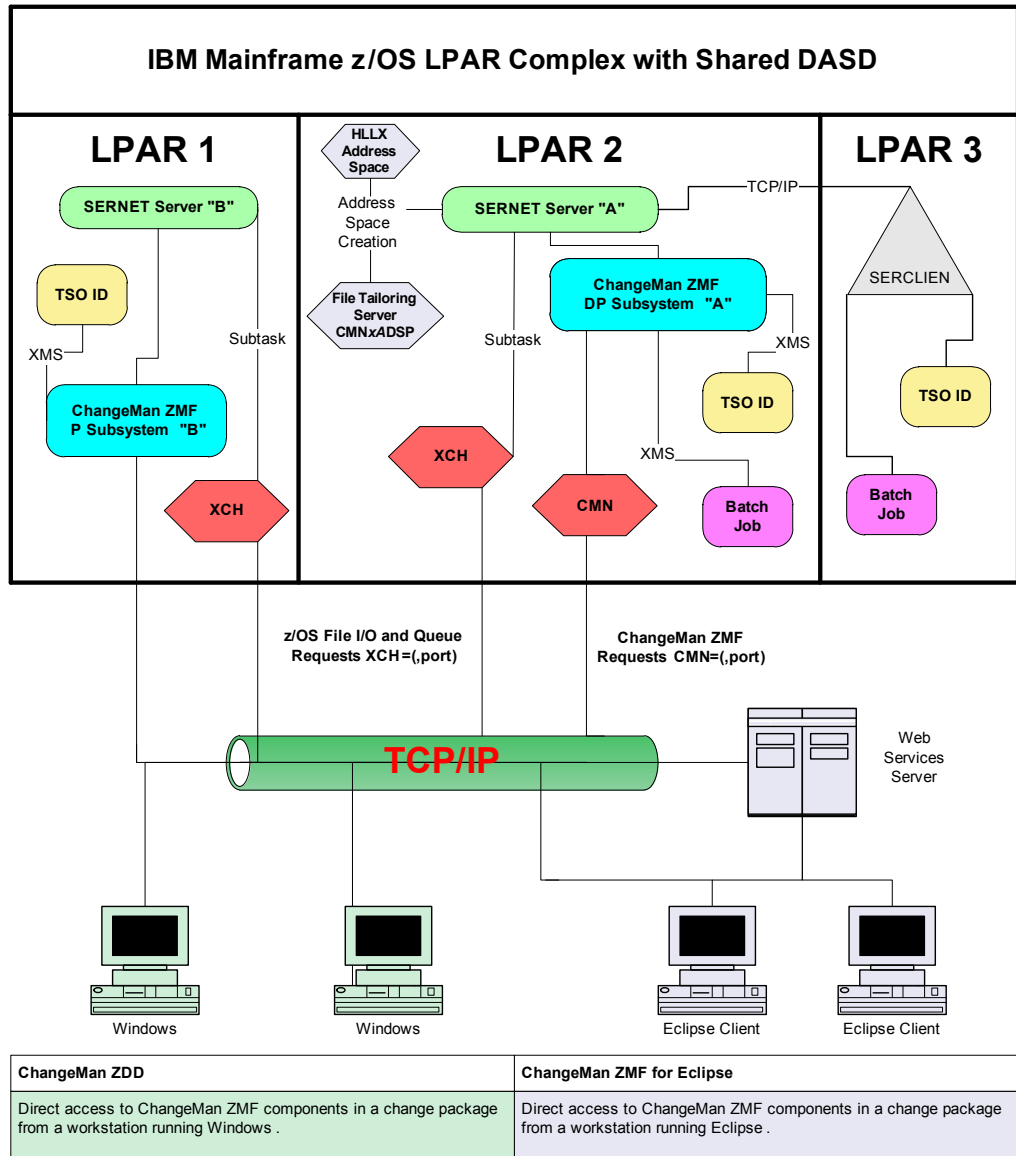 IBM Mainframe z/OS LPAR Complex with Shared DASD
LPAR 1
SERNET Server "B"
TSO ID
XMS
Subtask
ChangeMan ZMF
P Subsystem "B"
XCH
HLLX
Address
Space
LPAR 2
Address
Space
Creation
SERNET Server "A"
TCP/IP
File Tailoring
Server
CMNxADSP
ChangeMan ZMF
DP Subsystem "A"
Subtask
XMS
TSO ID
XCH
XMS
CMN
Batch
Job
LPAR 3
SERCLIEN
TSO ID
Batch
Job
z/OS File I/O and Queue
Requests XCH=(,port)
ChangeMan ZMF
Requests CMN=(,port)
TCP/IP
Web
Services
Server
Windows
Windows
Eclipse Client
Eclipse Client
ChangeMan ZDD
Direct access to ChangeMan ZMF components in a change package
from a workstation running Windows .
ChangeMan ZMF for Eclipse
Direct access to ChangeMan ZMF components in a change package
from a workstation running Eclipse .